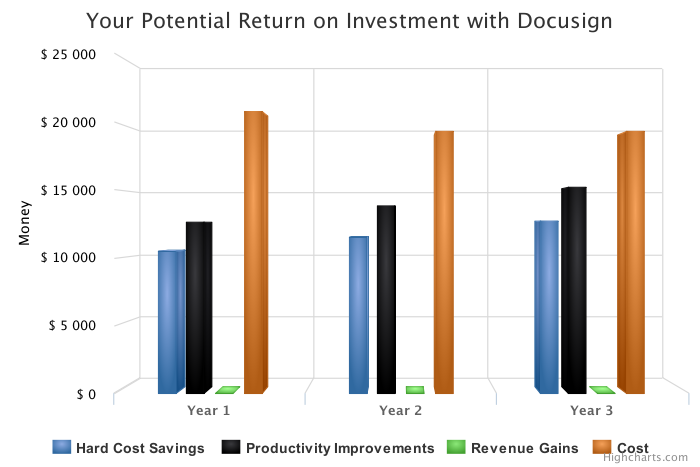 Your Potential Return on Investment with Docusign
$ 25 000
$ 20 000
$ 15 000
$ 10 000
$ 5 000
$ 0
Money
Year 1
Year 2
Year 3
Hard Cost Savings
Productivity Improvements
Revenue Gains
Cost
Highcharts.com